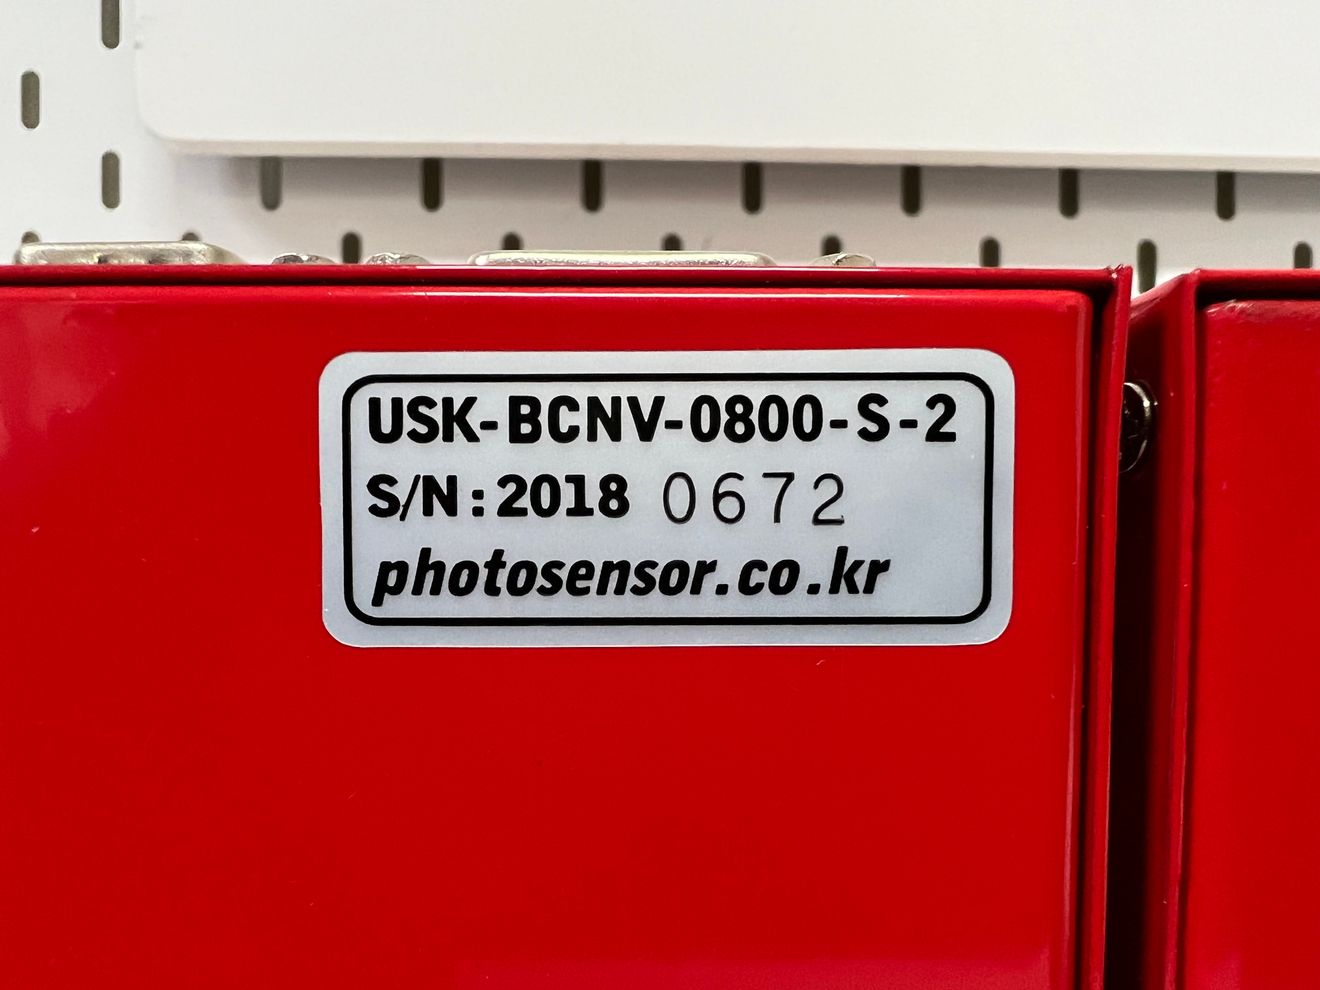 USK-BCNV-0800-S-2
S/N:2018 0672
photosensor.co.kr